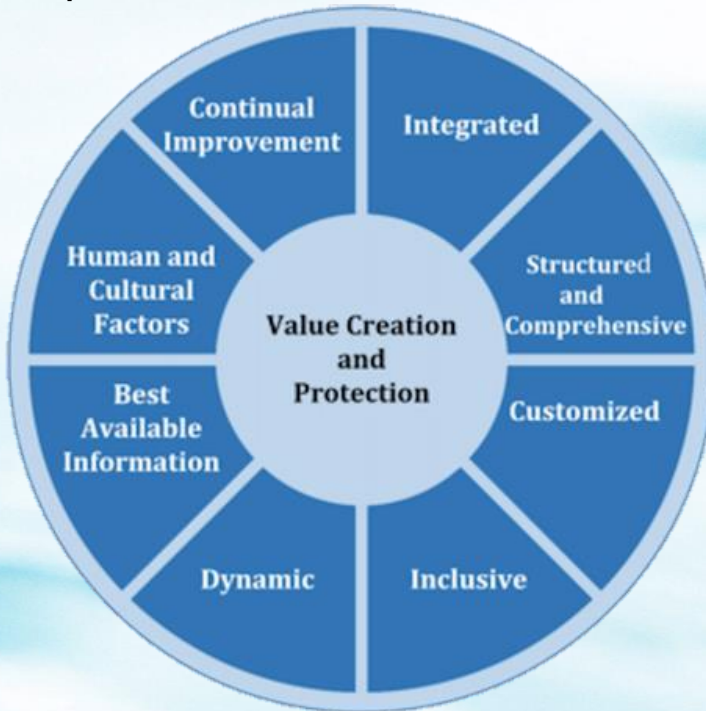 Continual
Improvement
Integrated
Structured
and
Comprehensive
Customized
Inclusive
Dynamic
Best
Available
Information
Human and
Cultural
Factors
Value Creation
and
Protection